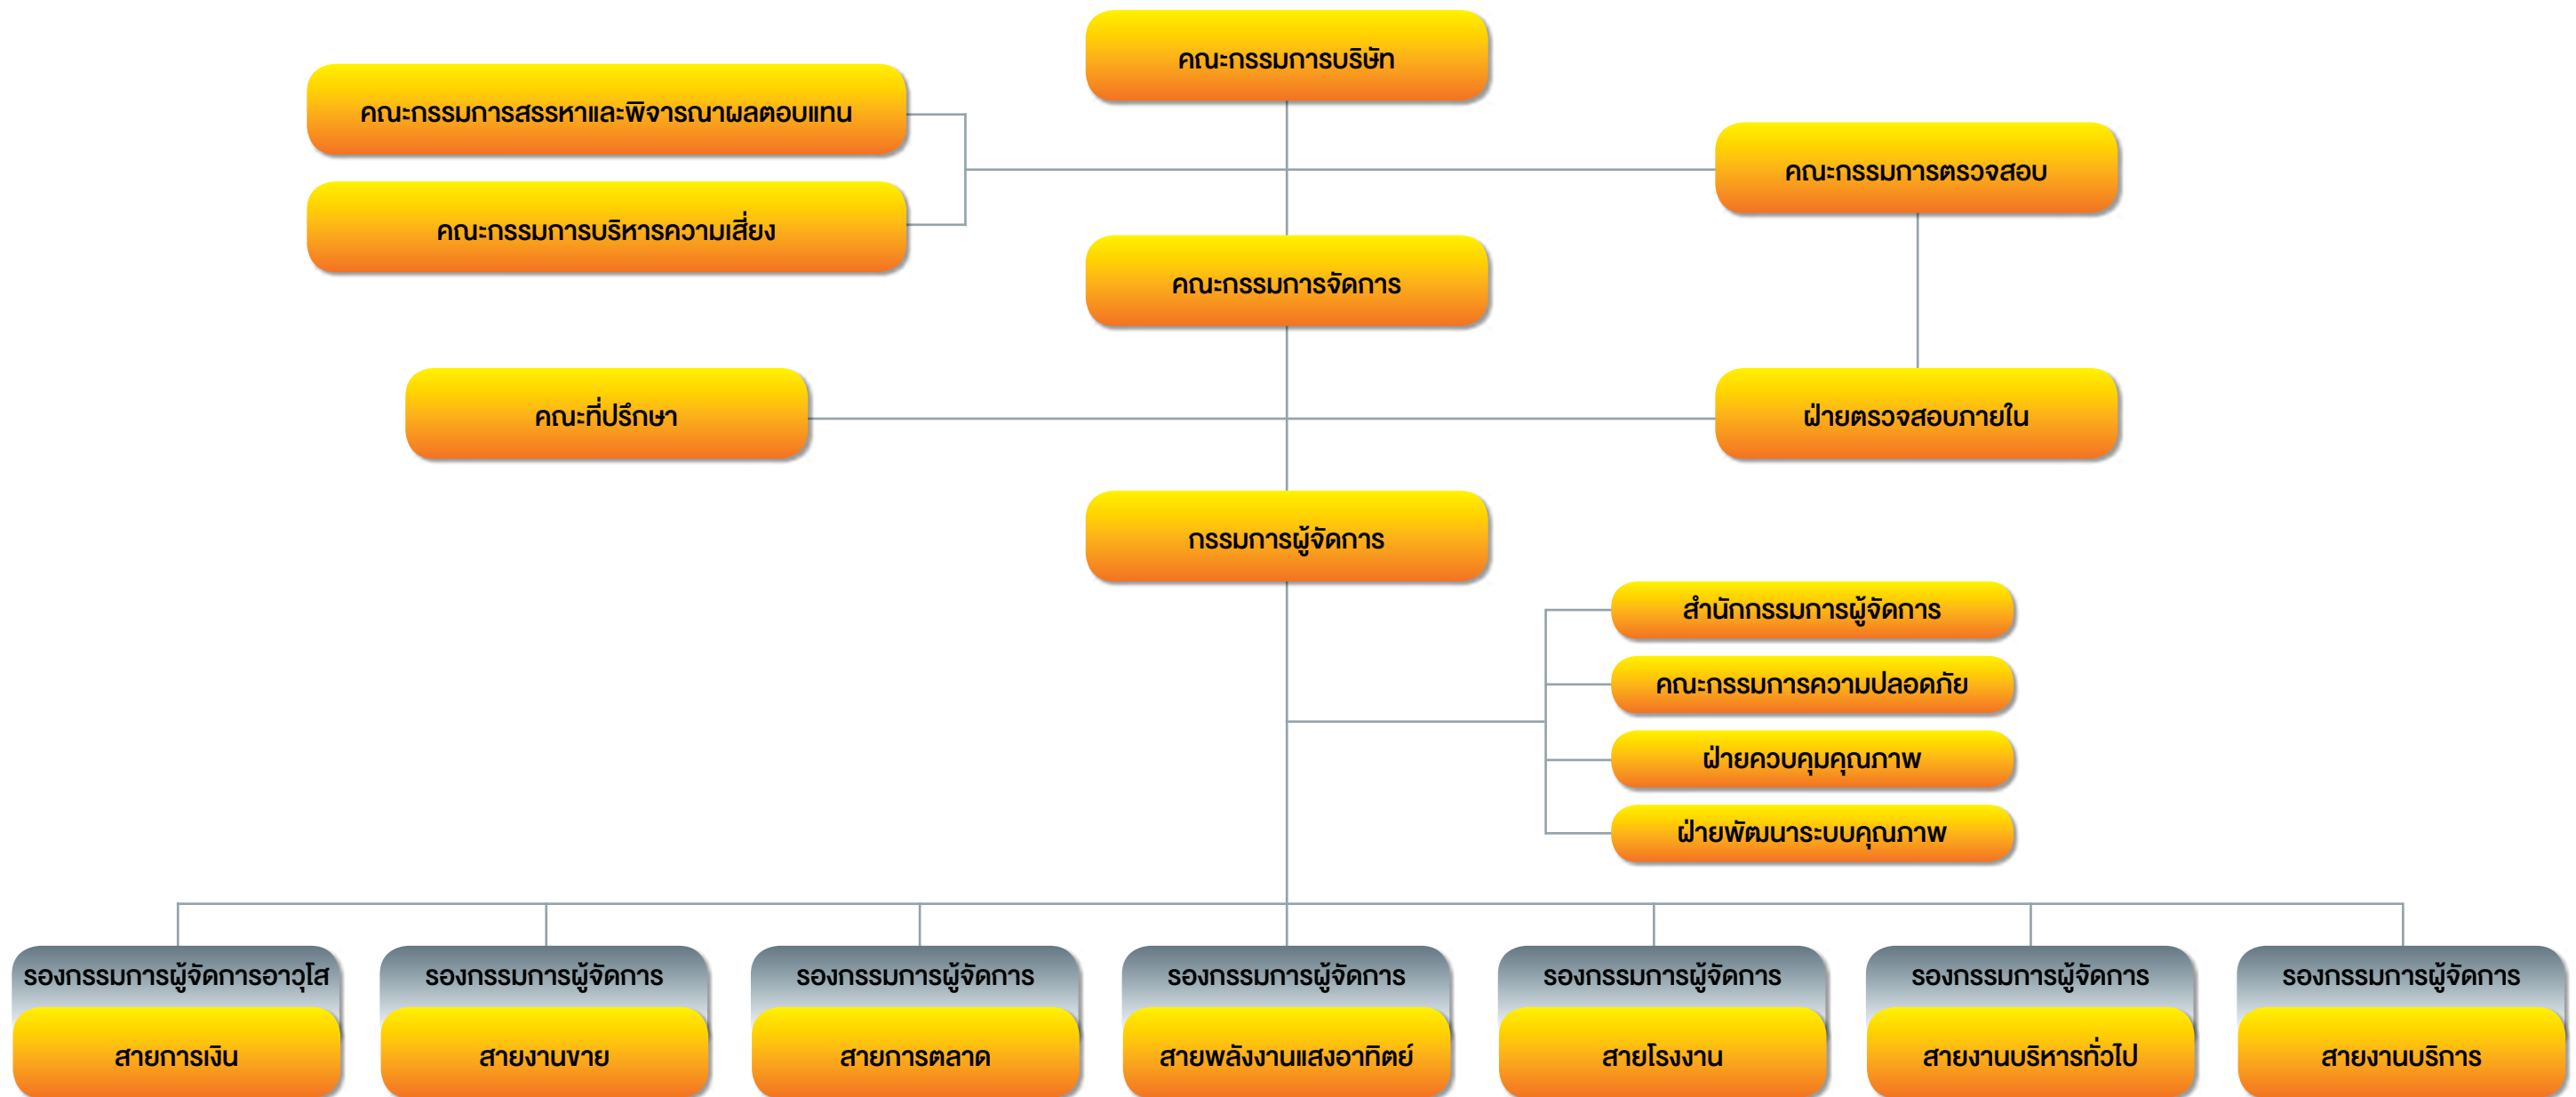 คณะกรรมการบริษัท
คณะกรรมการสรรหาและพิจารณาผลตอบแทน
คณะกรรมการตรวจสอบ
คณะกรรมการบริหารความเสี่ยง
คณะกรรมการจัดการ
คณะที่ปรึกษา
ฝ่ายตรวจสอบภายใน
กรรมการผู้จัดการ
สำนักกรรมการผู้จัดการ
คณะกรรมการความปลอดภัย
ฝ่ายควบคุมคุณภาพ
ฝ่ายพัฒนาระบบคุณภาพ
รองกรรมการผู้จัดการอาวุโส
สายการเงิน
รองกรรมการผู้จัดการ
สายงานขาย
รองกรรมการผู้จัดการ
สายการตลาด
รองกรรมการผู้จัดการ
สายพลังงานแสงอาทิตย์
รองกรรมการผู้จัดการ
สายโรงงาน
รองกรรมการผู้จัดการ
สายงานบริหารทั่วไป
รองกรรมการผู้จัดการ
สายงานบริการ